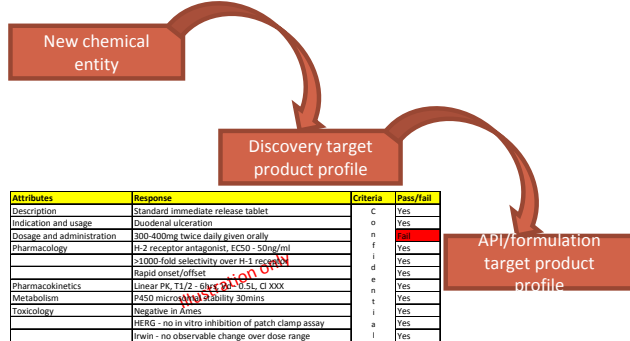 New chemical
entity
Discovery target
product profile
API/formulation
target product
profile
Attributes Response Criteria Pass/fail
Description Standard immediate release tablet C Yes
Indication and usage Duodenal ulceration o Yes
Dosage and administration 300-400mg twice daily given orally n Fail
Pharmacology H-2 receptor antagonist, EC50 - 50ng/ml f Yes
>1000-fold selectivity over H-1 receptor i Yes
Rapid onset/offset d Yes
Pharmacokinetics Linear PK, T1/2 - 6hrs, 0.5L, Cl XXX e Yes
Metabolism P450 microsomal stability 30mins n Yes
Toxicology Negative in Ames t Yes
HERG - no in vitro inhibition of patch clamp assay i a Yes
Irwin - no observable change over dose range l Yes
Illustration only